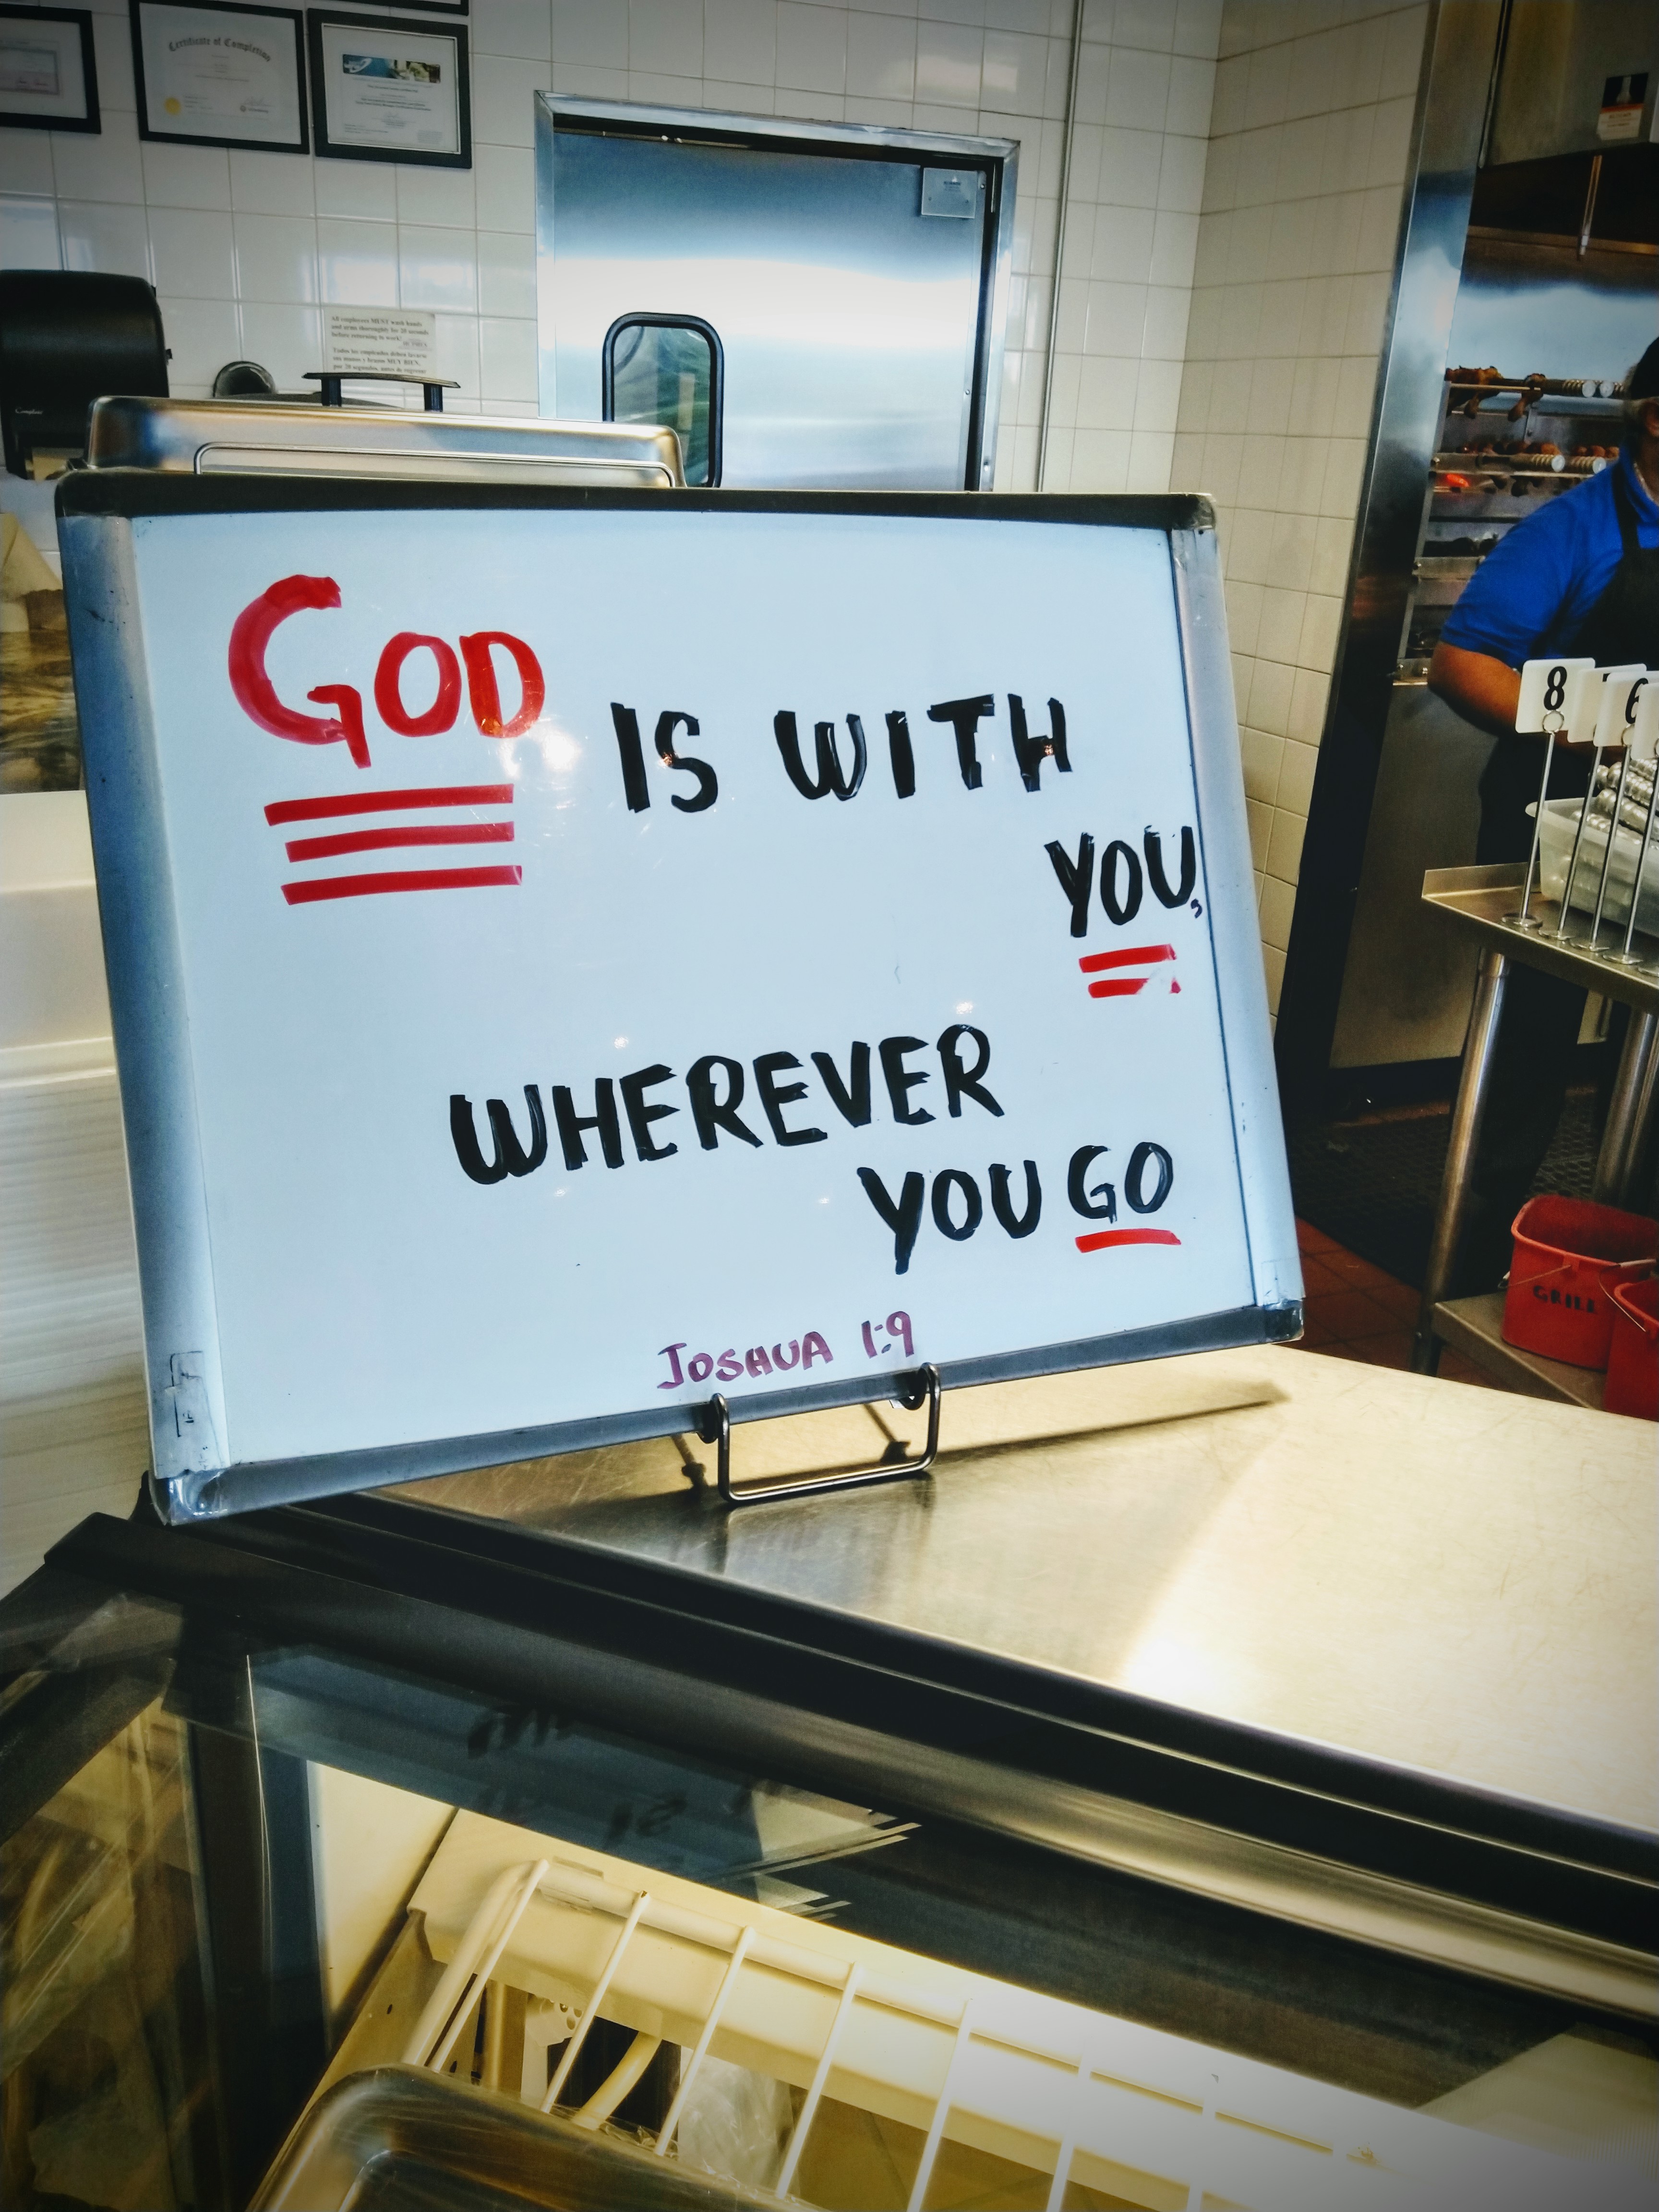 Certificate of Completion
All employees MUST wash hands
and arms thoroughly for 20 seconds
before returning to work!
Todos los empleados deben lavarse
sus manos y brazos MUY BIEN,
por 20 segundos, antes de regresar
GOD IS WITH
YOU,
WHEREVER
YOU GO
JOSHUA 1:9
8
6
GRILL